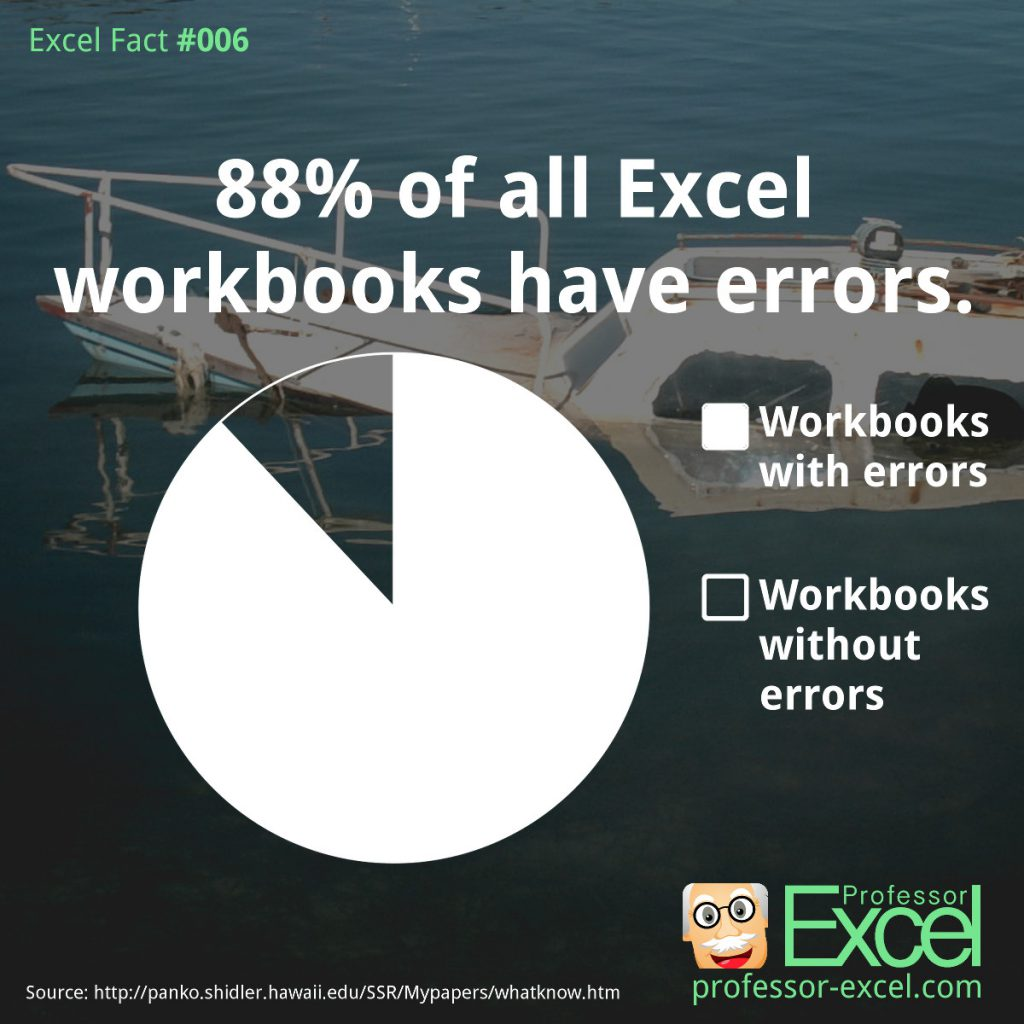 Excel Fact #006
88% of all Excel
workbooks have errors.
Workbooks
with errors
Workbooks
without
errors
Professor
Excel
professor-excel.com
Source: http://panko.shidler.hawaii.edu/SSR/Mypapers/whatknow.htm